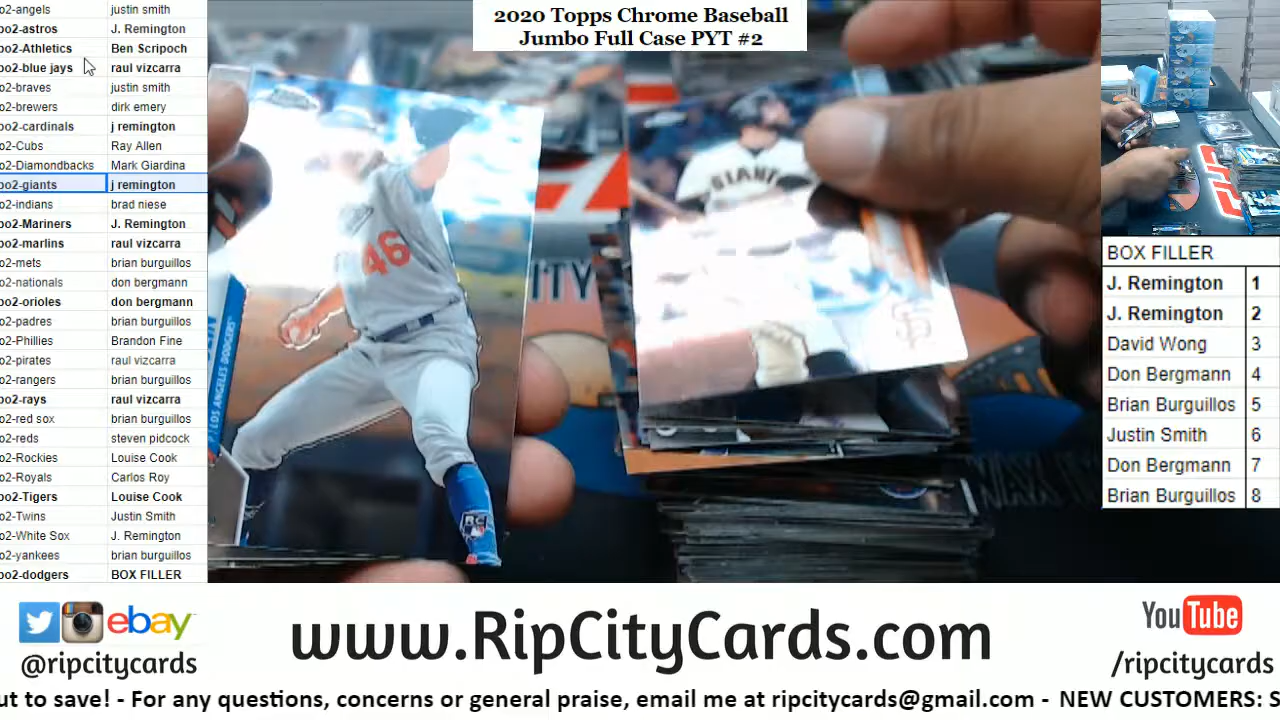 2020 Topps Chrome Baseball
Jumbo Full Case PYT #2
oo2-angels justin smith
oo2-astros J. Remington
oo2-Athletics Ben Scripoch
oo2-blue jays raul vizcarra
oo2-braves justin smith
oo2-brewers dirk emery
oo2-cardinals j remington
oo2-Cubs Ray Allen
oo2-Diamondbacks Mark Giardina
oo2-giants j remington
oo2-indians brad niese
oo2-Mariners J. Remington
oo2-marlins raul vizcarra
oo2-mets brian burguillos
oo2-nationals don bergmann
oo2-orioles don bergmann
oo2-padres brian burguillos
oo2-Phillies Brandon Fine
oo2-pirates raul vizcarra
oo2-rangers brian burguillos
oo2-rays raul vizcarra
oo2-red sox brian burguillos
oo2-reds steven pidcock
oo2-Rockies Louise Cook
oo2-Royals Carlos Roy
oo2-Tigers Louise Cook
oo2-Twins Justin Smith
oo2-White Sox J. Remington
oo2-yankees brian burguillos
oo2-dodgers BOX FILLER
46
LOS ANGELES DODGERS
RC
GIANTS
SF
ITY
BOX FILLER
J. Remington 1
J. Remington 2
David Wong 3
Don Bergmann 4
Brian Burguillos 5
Justin Smith 6
Don Bergmann 7
Brian Burguillos 8
ebay
@ripcitycards
www.RipCityCards.com
YouTube
/ripcitycards
ut to save! - For any questions, concerns or general praise, email me at ripcitycards@gmail.com - NEW CUSTOMERS: S